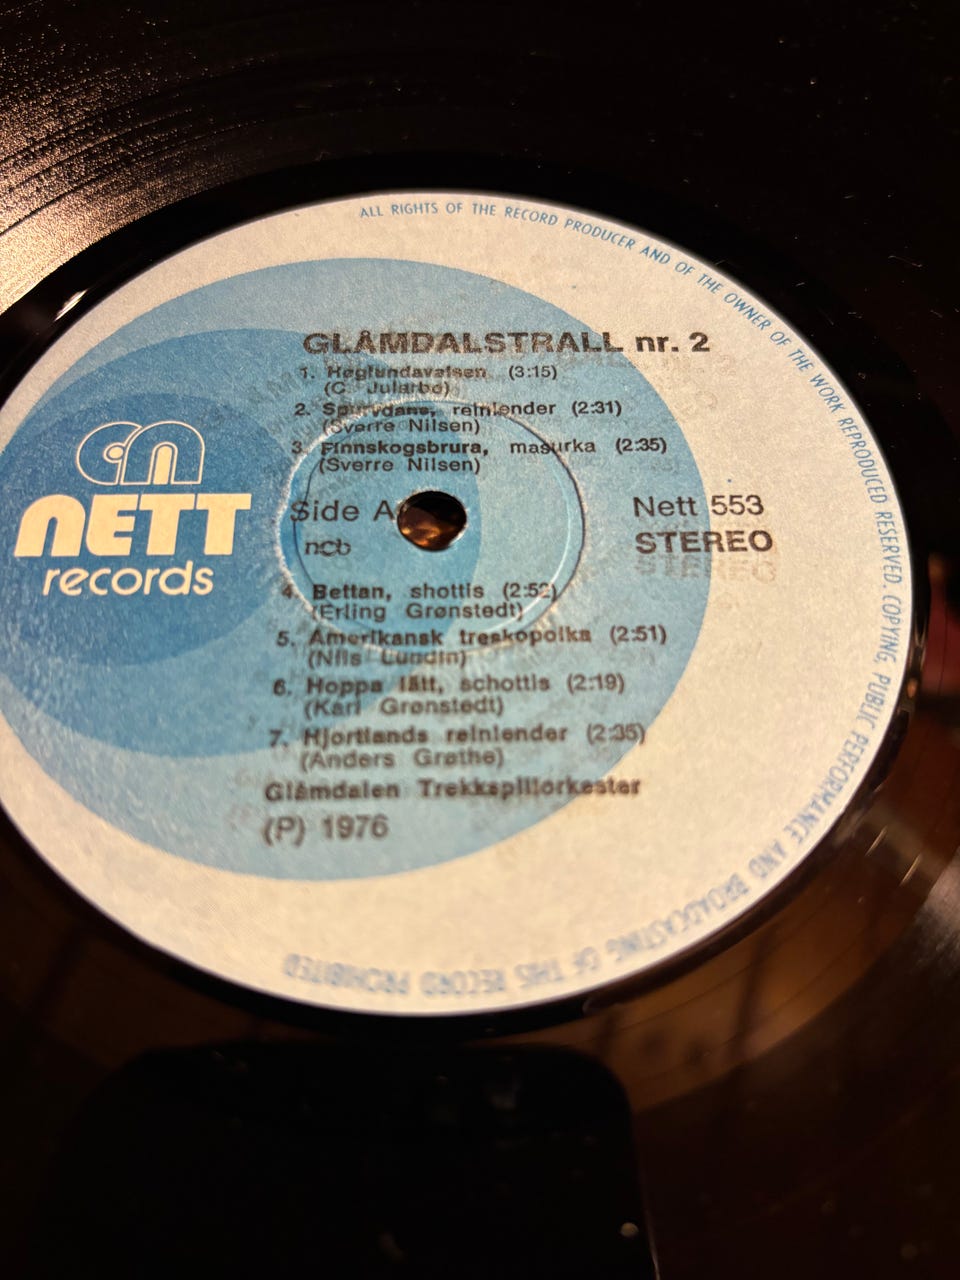 ALL RIGHTS OF THE RECORD PRODUCER AND OF THE OWNER OF THE WORK REPRODUCED RESERVED. COPYING, PUBLIC PERFORMANCE AND BROADCASTING OF THIS RECORD PROHIBITED
GLÅMDALSTRALL nr. 2
1. Høglundavalsen (3:15)
(C. Jularbo)
2. Spurvdans, reinlender (2:31)
(Sverre Nilsen)
3. Finnskogsbrura, masurka (2:35)
(Sverre Nilsen)
NETT
records
Side A
Nett 553
ncb
STEREO
4. Bettan, shottis (2:52)
(Erling Grønstedt)
5. Amerikansk treskopolka (2:51)
(Nils Lundin)
6. Hoppa lätt, schottis (2:19)
(Karl Grønstedt)
7. Hjortlands reinlender (2:35)
(Anders Grøthe)
Glåmdalen Trekkspillorkester
(P) 1976